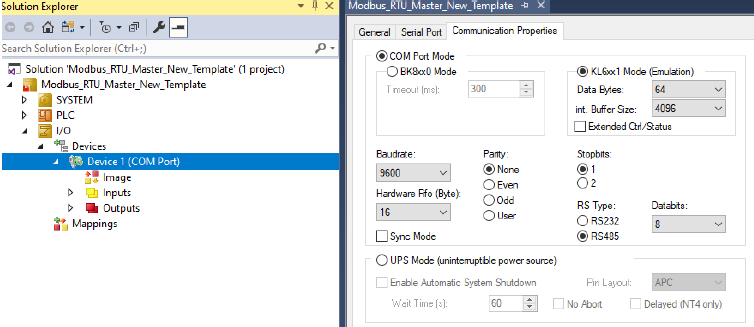 Solution Explorer
Search Solution Explorer (Ctrl+;)
Solution 'Modbus_RTU_Master_New_Template' (1 project)
Modbus_RTU_Master_New_Template
SYSTEM
PLC
I/O
Devices
Device 1 (COM Port)
Image
Inputs
Outputs
Mappings
Modbus_RTU_Master_New_Template
General Serial Port Communication Properties
COM Port Mode
BK8xx0 Mode
Timeout (ms): 300
KL6xx1 Mode (Emulation)
Data Bytes: 64
int. Buffer Size: 4096
Extended Ctrl/Status
Baudrate:
9600
Hardware Fifo (Byte):
16
Sync Mode
Parity:
None
Even
Odd
User
Stopbits:
1
2
RS Type:
RS232
RS485
Databits:
8
UPS Mode (uninterruptible power source)
Enable Automatic System Shutdown Pin Layout: APC
Wait Time (s): 60 No Abort Delayed (NT4 only)